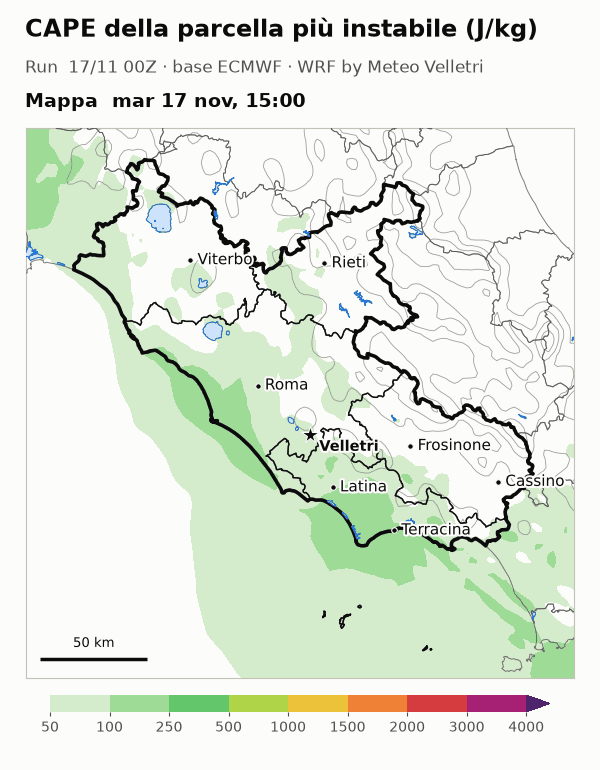 CAPE della parcella più instabile (J/kg)
Run  17/11 00Z · base ECMWF · WRF by Meteo Velletri
Mappa  mar 17 nov, 15:00
Viterbo
Rieti
Roma
Velletri
Frosinone
Cassino
Latina
Terracina
50 km
50 100 250 500 1000 1500 2000 3000 4000